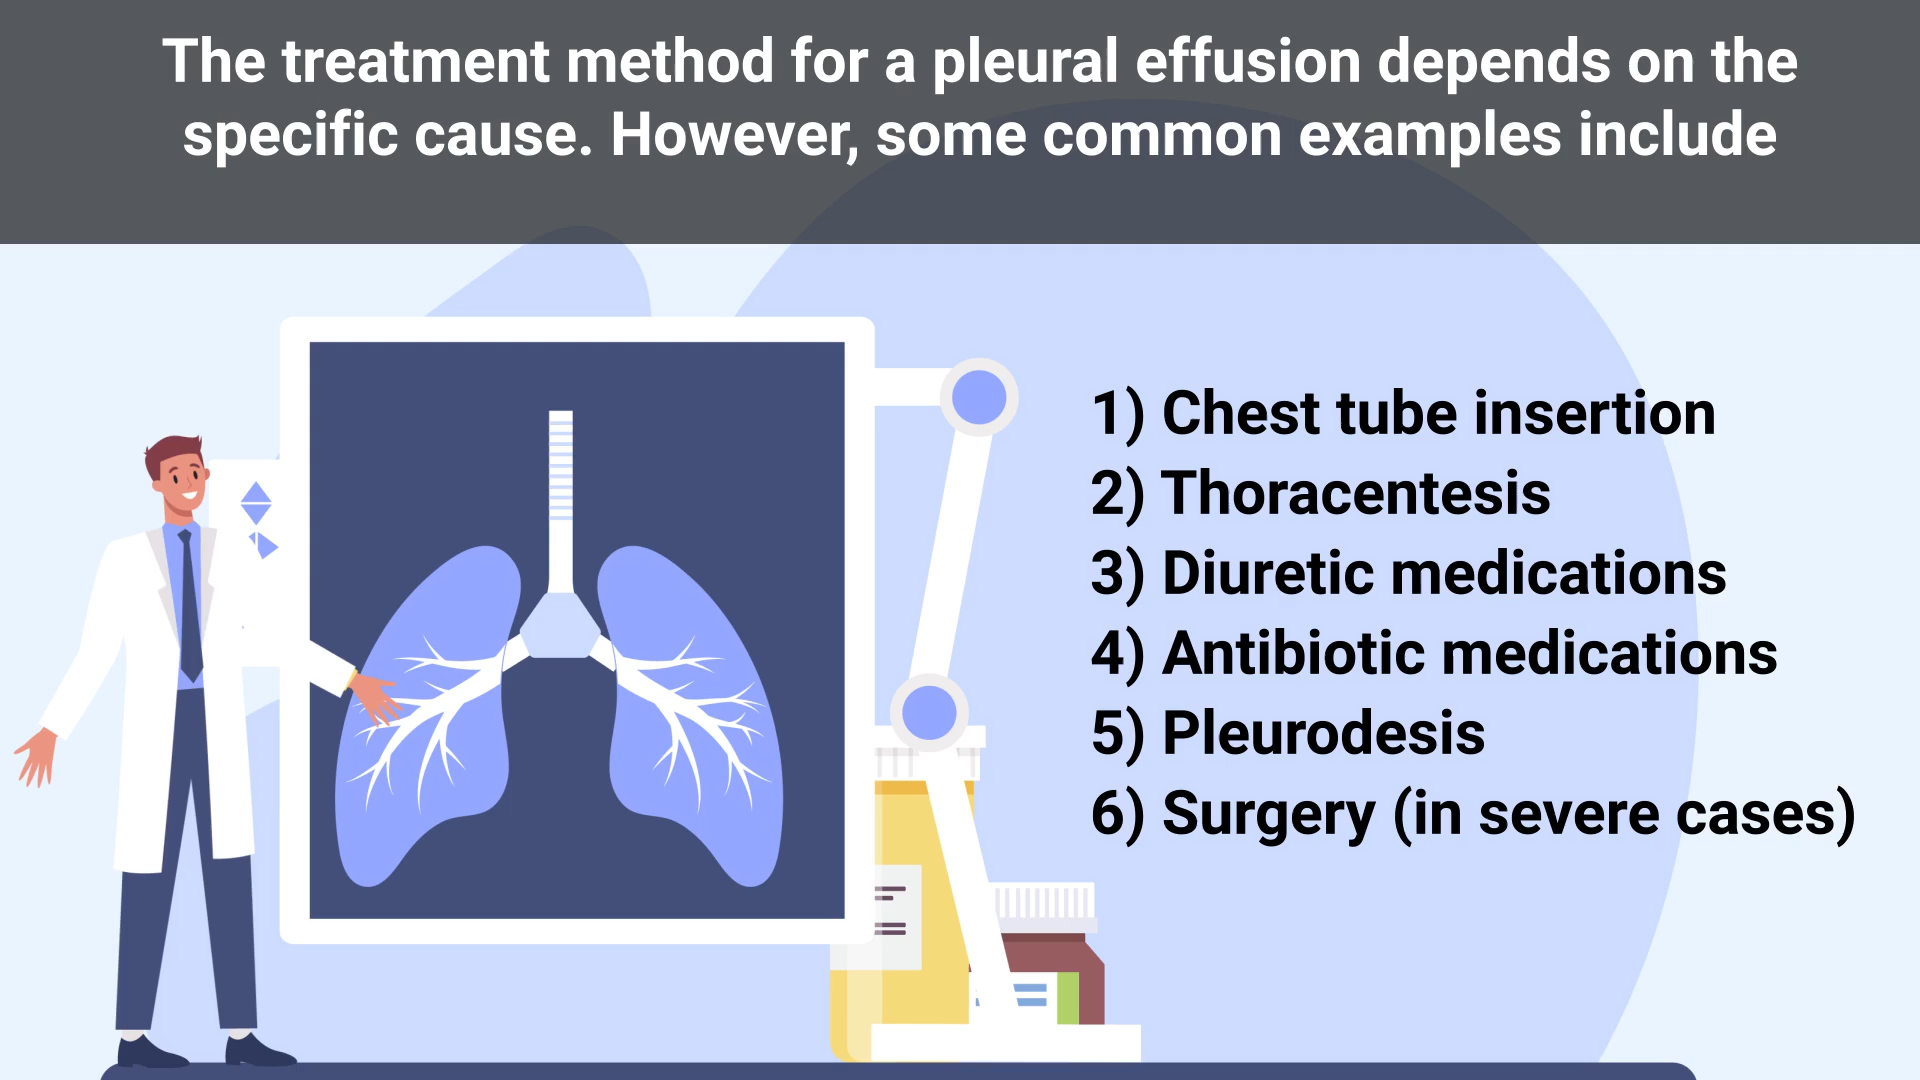 The treatment method for a pleural effusion depends on the
specific cause. However, some common examples include
1) Chest tube insertion
2) Thoracentesis
3) Diuretic medications
4) Antibiotic medications
5) Pleurodesis
6) Surgery (in severe cases)